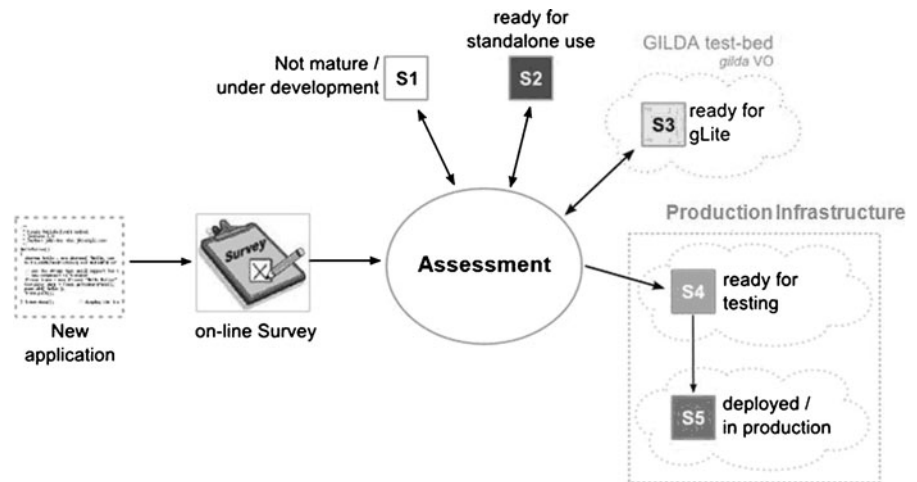 ready for
standalone use
Not mature /
under development
S1
S2
GILDA test-bed
gilda VO
S3
ready for
gLite
Production Infrastructure
Survey
Assessment
S4
ready for
testing
New
application
on-line Survey
S5
deployed /
in production